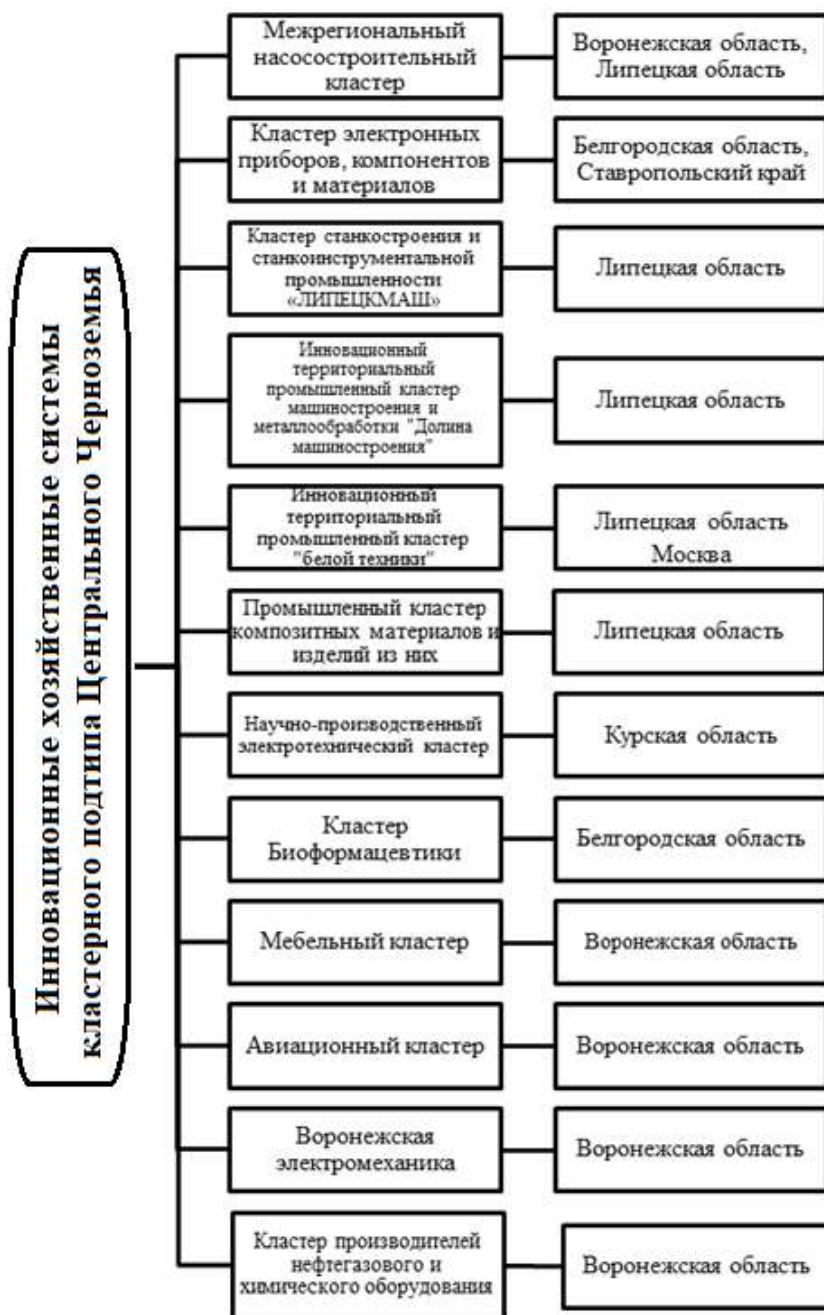 Инновационные хозяйственные системы
кластерного подтипа Центрального Черноземья
Межрегиональный
насосостроительный
кластер
Воронежская область,
Липецкая область
Кластер электронных
приборов, компонентов
и материалов
Белгородская область,
Ставропольский край
Кластер станкостроения и
станкоинструментальной
промышленности
«ЛИПЕЦКМАШ»
Липецкая область
Инновационный
территориальный
промышленный кластер
машиностроения и
металлообработки "Долина
машиностроения"
Липецкая область
Инновационный
территориальный
промышленный кластер
"белой техники"
Липецкая область
Москва
Промышленный кластер
композитных материалов и
изделий из них
Липецкая область
Научно-производственный
электротехнический кластер
Курская область
Кластер
Биоформацевтики
Белгородская область
Мебельный кластер
Воронежская область
Авиационный кластер
Воронежская область
Воронежская
электромеханика
Воронежская область
Кластер производителей
нефтегазового и
химического оборудования
Воронежская область